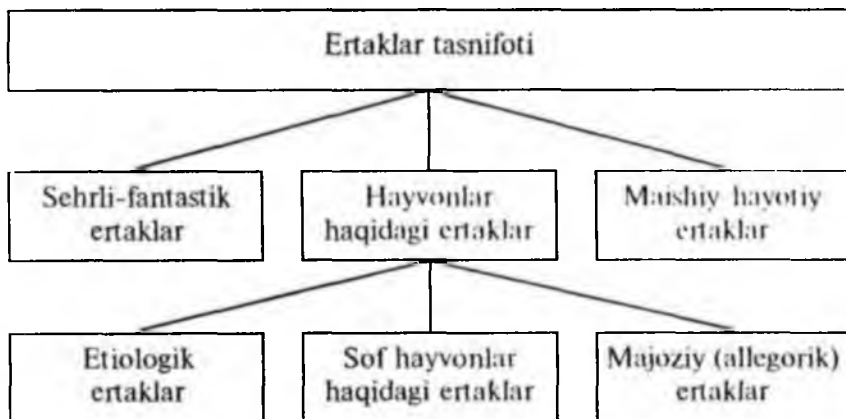 Ertaklar tasnifoti
Sehrli-fantastik
ertaklar
Hayvonlar
haqidagi ertaklar
Maishiy hayotiy
ertaklar
Etiologik
ertaklar
Sof hayvonlar
haqidagi ertaklar
Majoziy (allegorik)
ertaklar